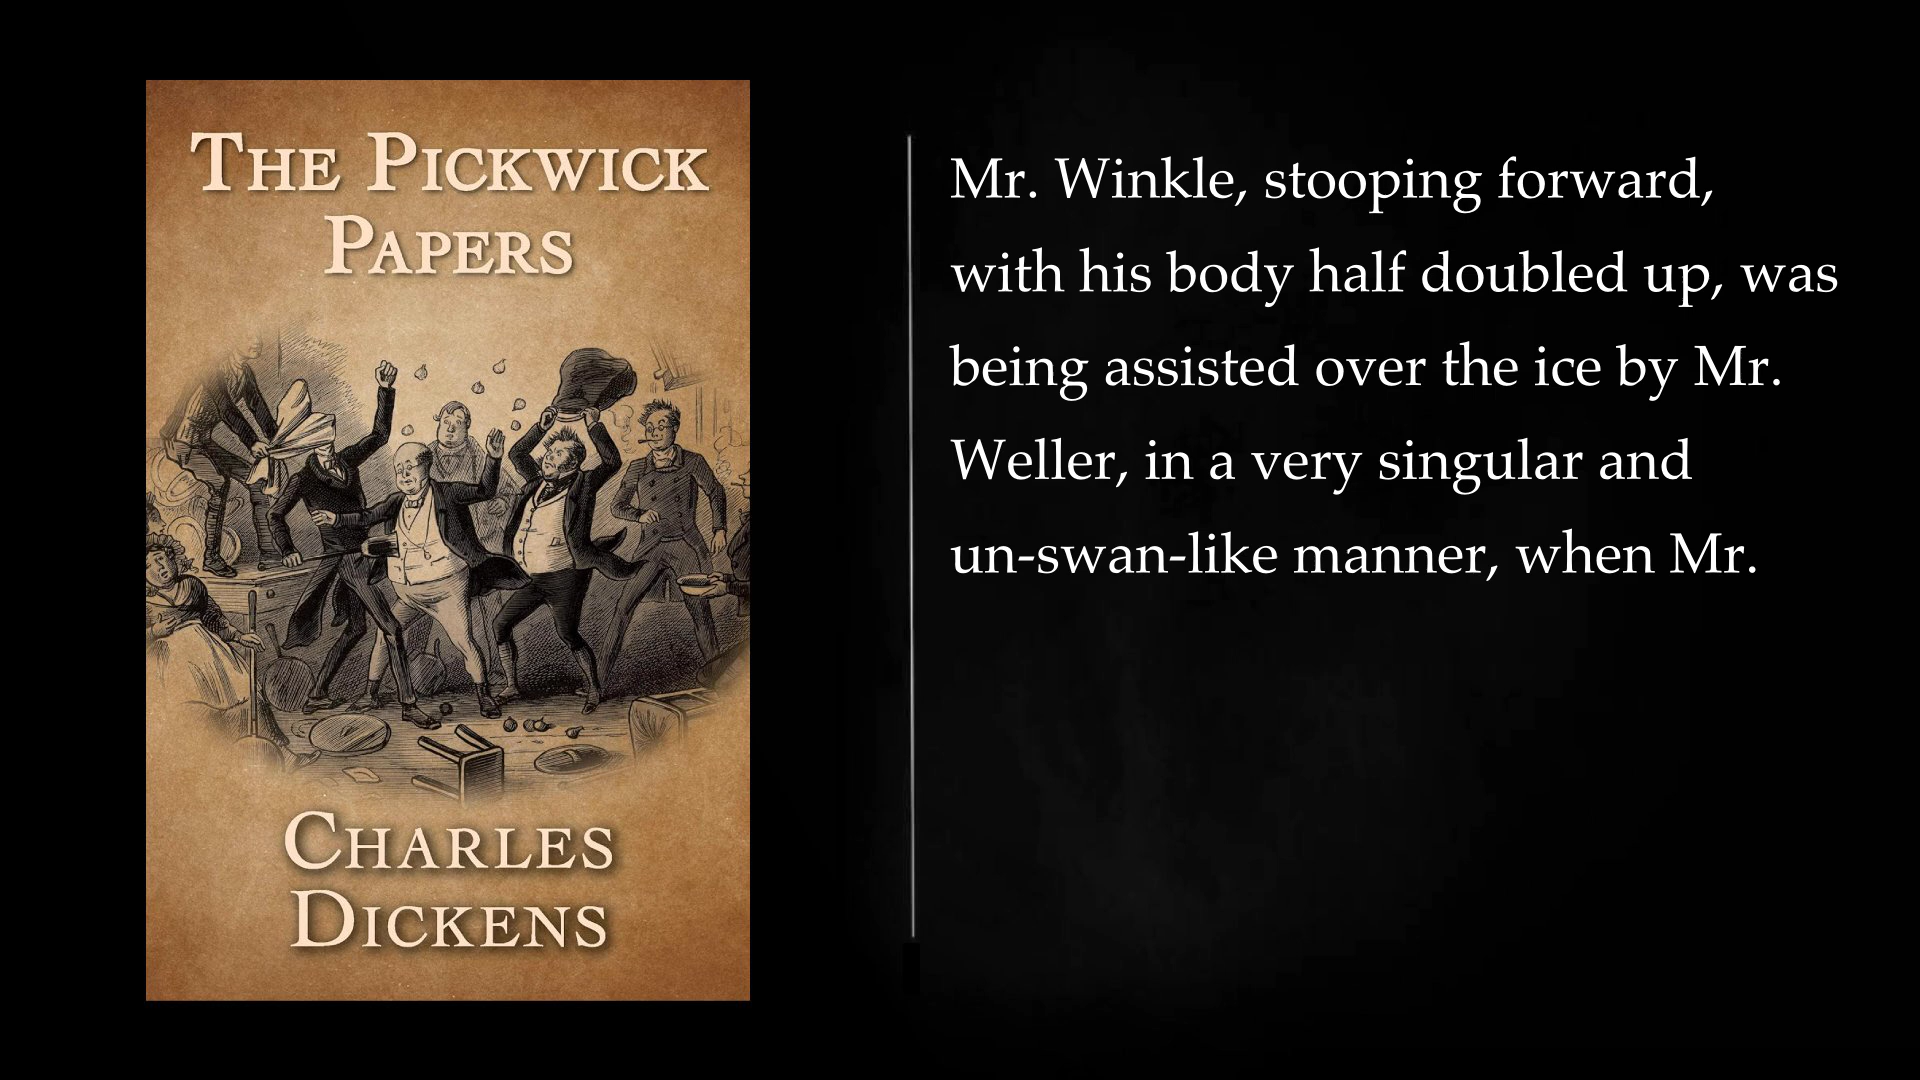 The Pickwick
Papers
Charles
Dickens
Mr. Winkle, stooping forward,
with his body half doubled up, was
being assisted over the ice by Mr.
Weller, in a very singular and
un-swan-like manner, when Mr.